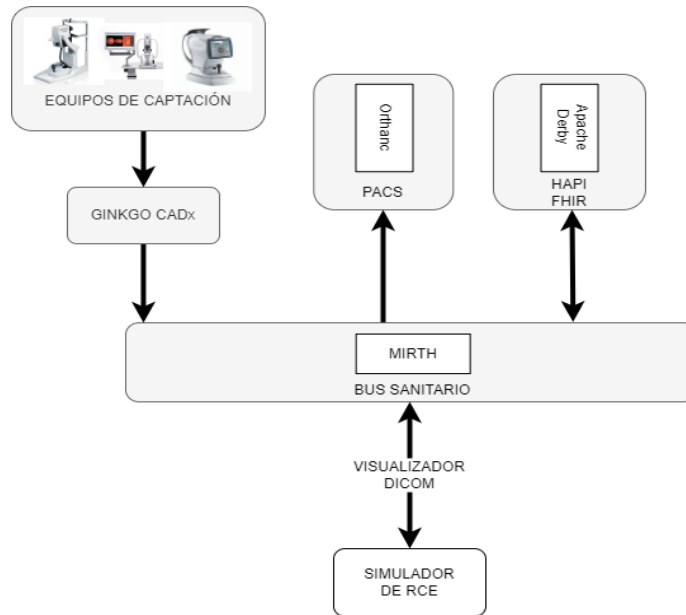 EQUIPOS DE CAPTACIÓN
GINKGO CADx
Orthanc
PACS
Apache
Derby
HAPI
FHIR
MIRTH
BUS SANITARIO
VISUALIZADOR
DICOM
SIMULADOR
DE RCE